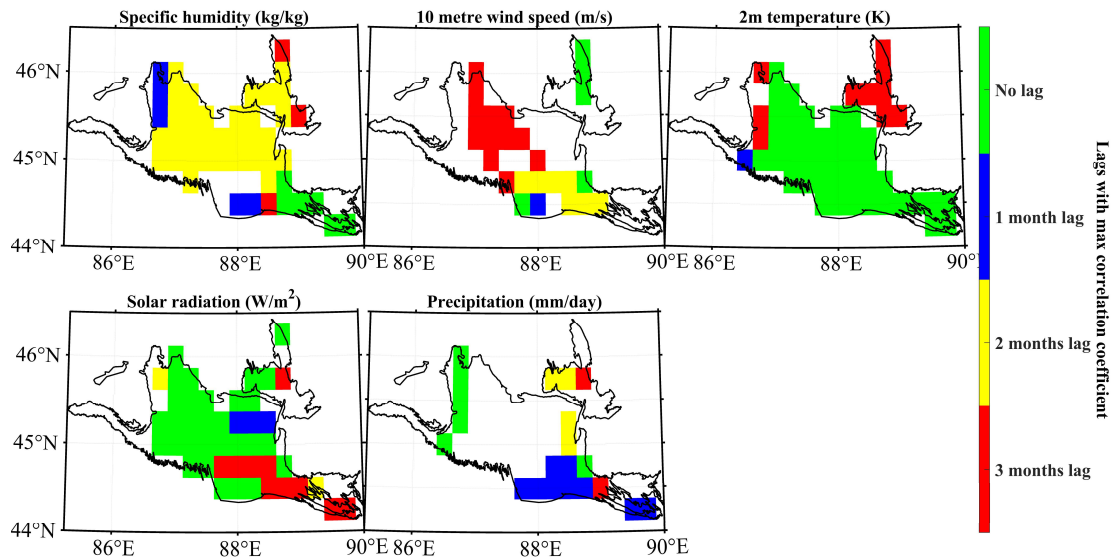 Specific humidity (kg/kg)
10 metre wind speed (m/s)
2m temperature (K)
46°N
45°N
44°N
86°E
88°E
90°E
86°E
88°E
90°E
86°E
88°E
90°E
Solar radiation (W/m²)
Precipitation (mm/day)
46°N
45°N
44°N
86°E
88°E
90°E
86°E
88°E
90°E
No lag
1 month lag
2 months lag
3 months lag
Lags with max correlation coefficient